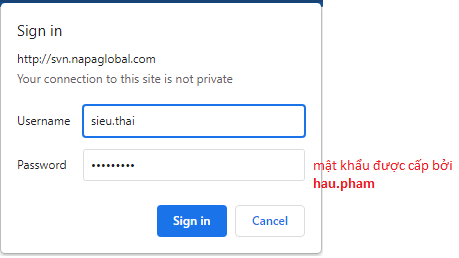 Sign in
http://svn.napaglobal.com
Your connection to this site is not private
Username
sieu.thai
Password
•••••••••
mật khẩu được cấp bởi
hau.pham
Sign in
Cancel